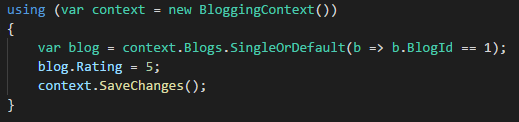 using (var context = new BloggingContext())
{
    var blog = context.Blogs.SingleOrDefault(b => b.BlogId == 1);
    blog.Rating = 5;
    context.SaveChanges();
}